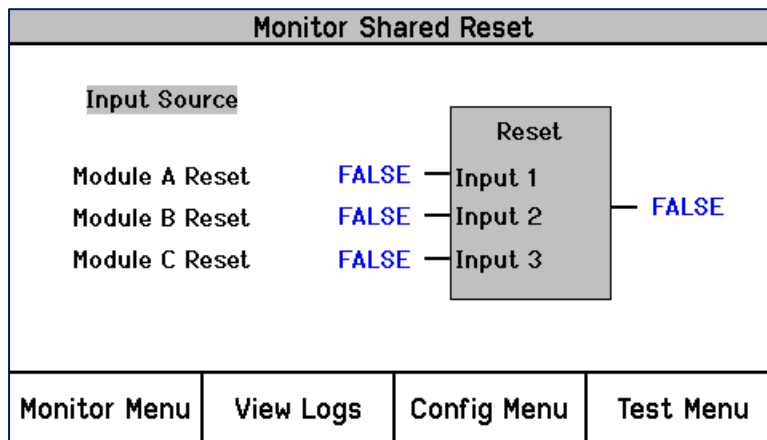 Monitor Shared Reset
Input Source
Reset
Module A Reset FALSE Input 1
Module B Reset FALSE Input 2 FALSE
Module C Reset FALSE Input 3
Monitor Menu View Logs Config Menu Test Menu